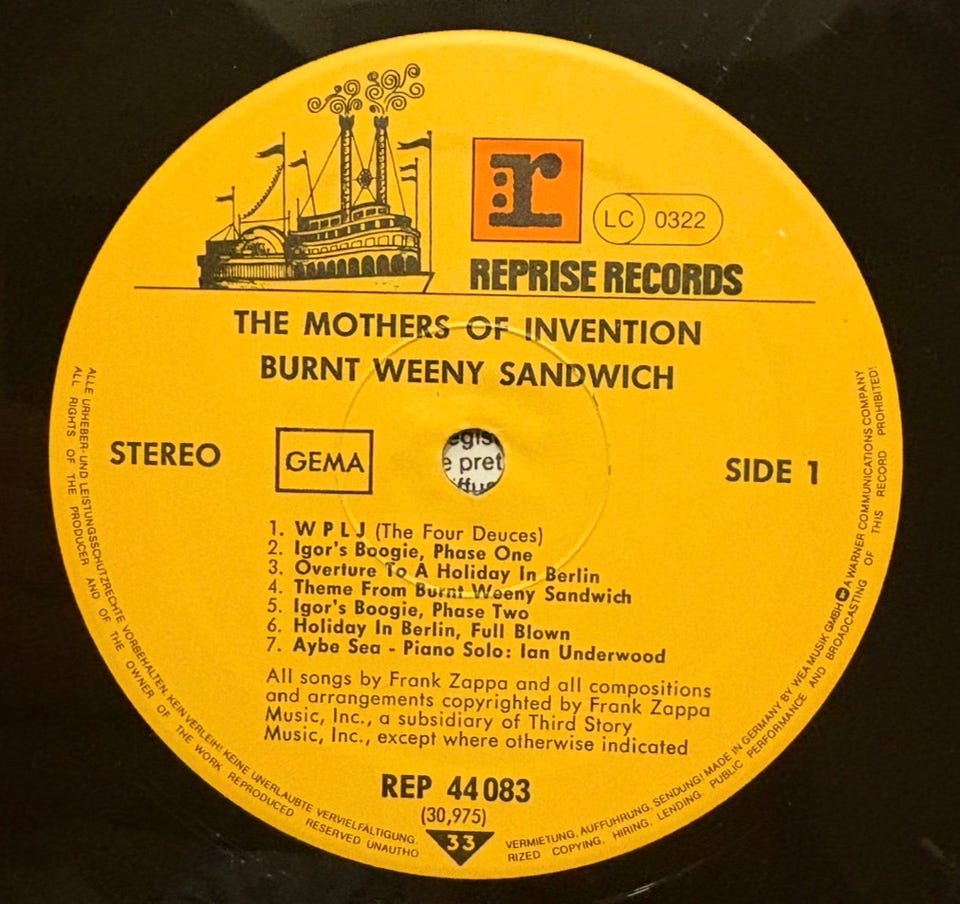 r
LC 0322
REPRISE RECORDS
THE MOTHERS OF INVENTION
BURNT WEENY SANDWICH
STEREO
GEMA
egis
e pret
iffus
SIDE 1
1. W P L J (The Four Deuces)
2. Igor's Boogie, Phase One
3. Overture To A Holiday In Berlin
4. Theme From Burnt Weeny Sandwich
5. Igor's Boogie, Phase Two
6. Holiday In Berlin, Full Blown
7. Aybe Sea - Piano Solo: Ian Underwood
All songs by Frank Zappa and all compositions
and arrangements copyrighted by Frank Zappa
Music, Inc., a subsidiary of Third Story
Music, Inc., except where otherwise indicated
REP 44 083
(30,975)
33
ALLE URHEBER- UND LEISTUNGSSCHUTZRECHTE VORBEHALTEN. KEIN VERLEIH! KEINE UNERLAUBTE VERVIELFÄLTIGUNG, VERMIETUNG, AUFFÜHRUNG, SENDUNG! MADE IN GERMANY BY WEA MUSIK GMBH A WARNER COMMUNICATIONS COMPANY
ALL RIGHTS OF THE PRODUCER AND OF THE OWNER OF THE WORK REPRODUCED RESERVED UNAUTHORIZED COPYING, HIRING, LENDING, PUBLIC PERFORMANCE AND BROADCASTING OF THIS RECORD PROHIBITED!